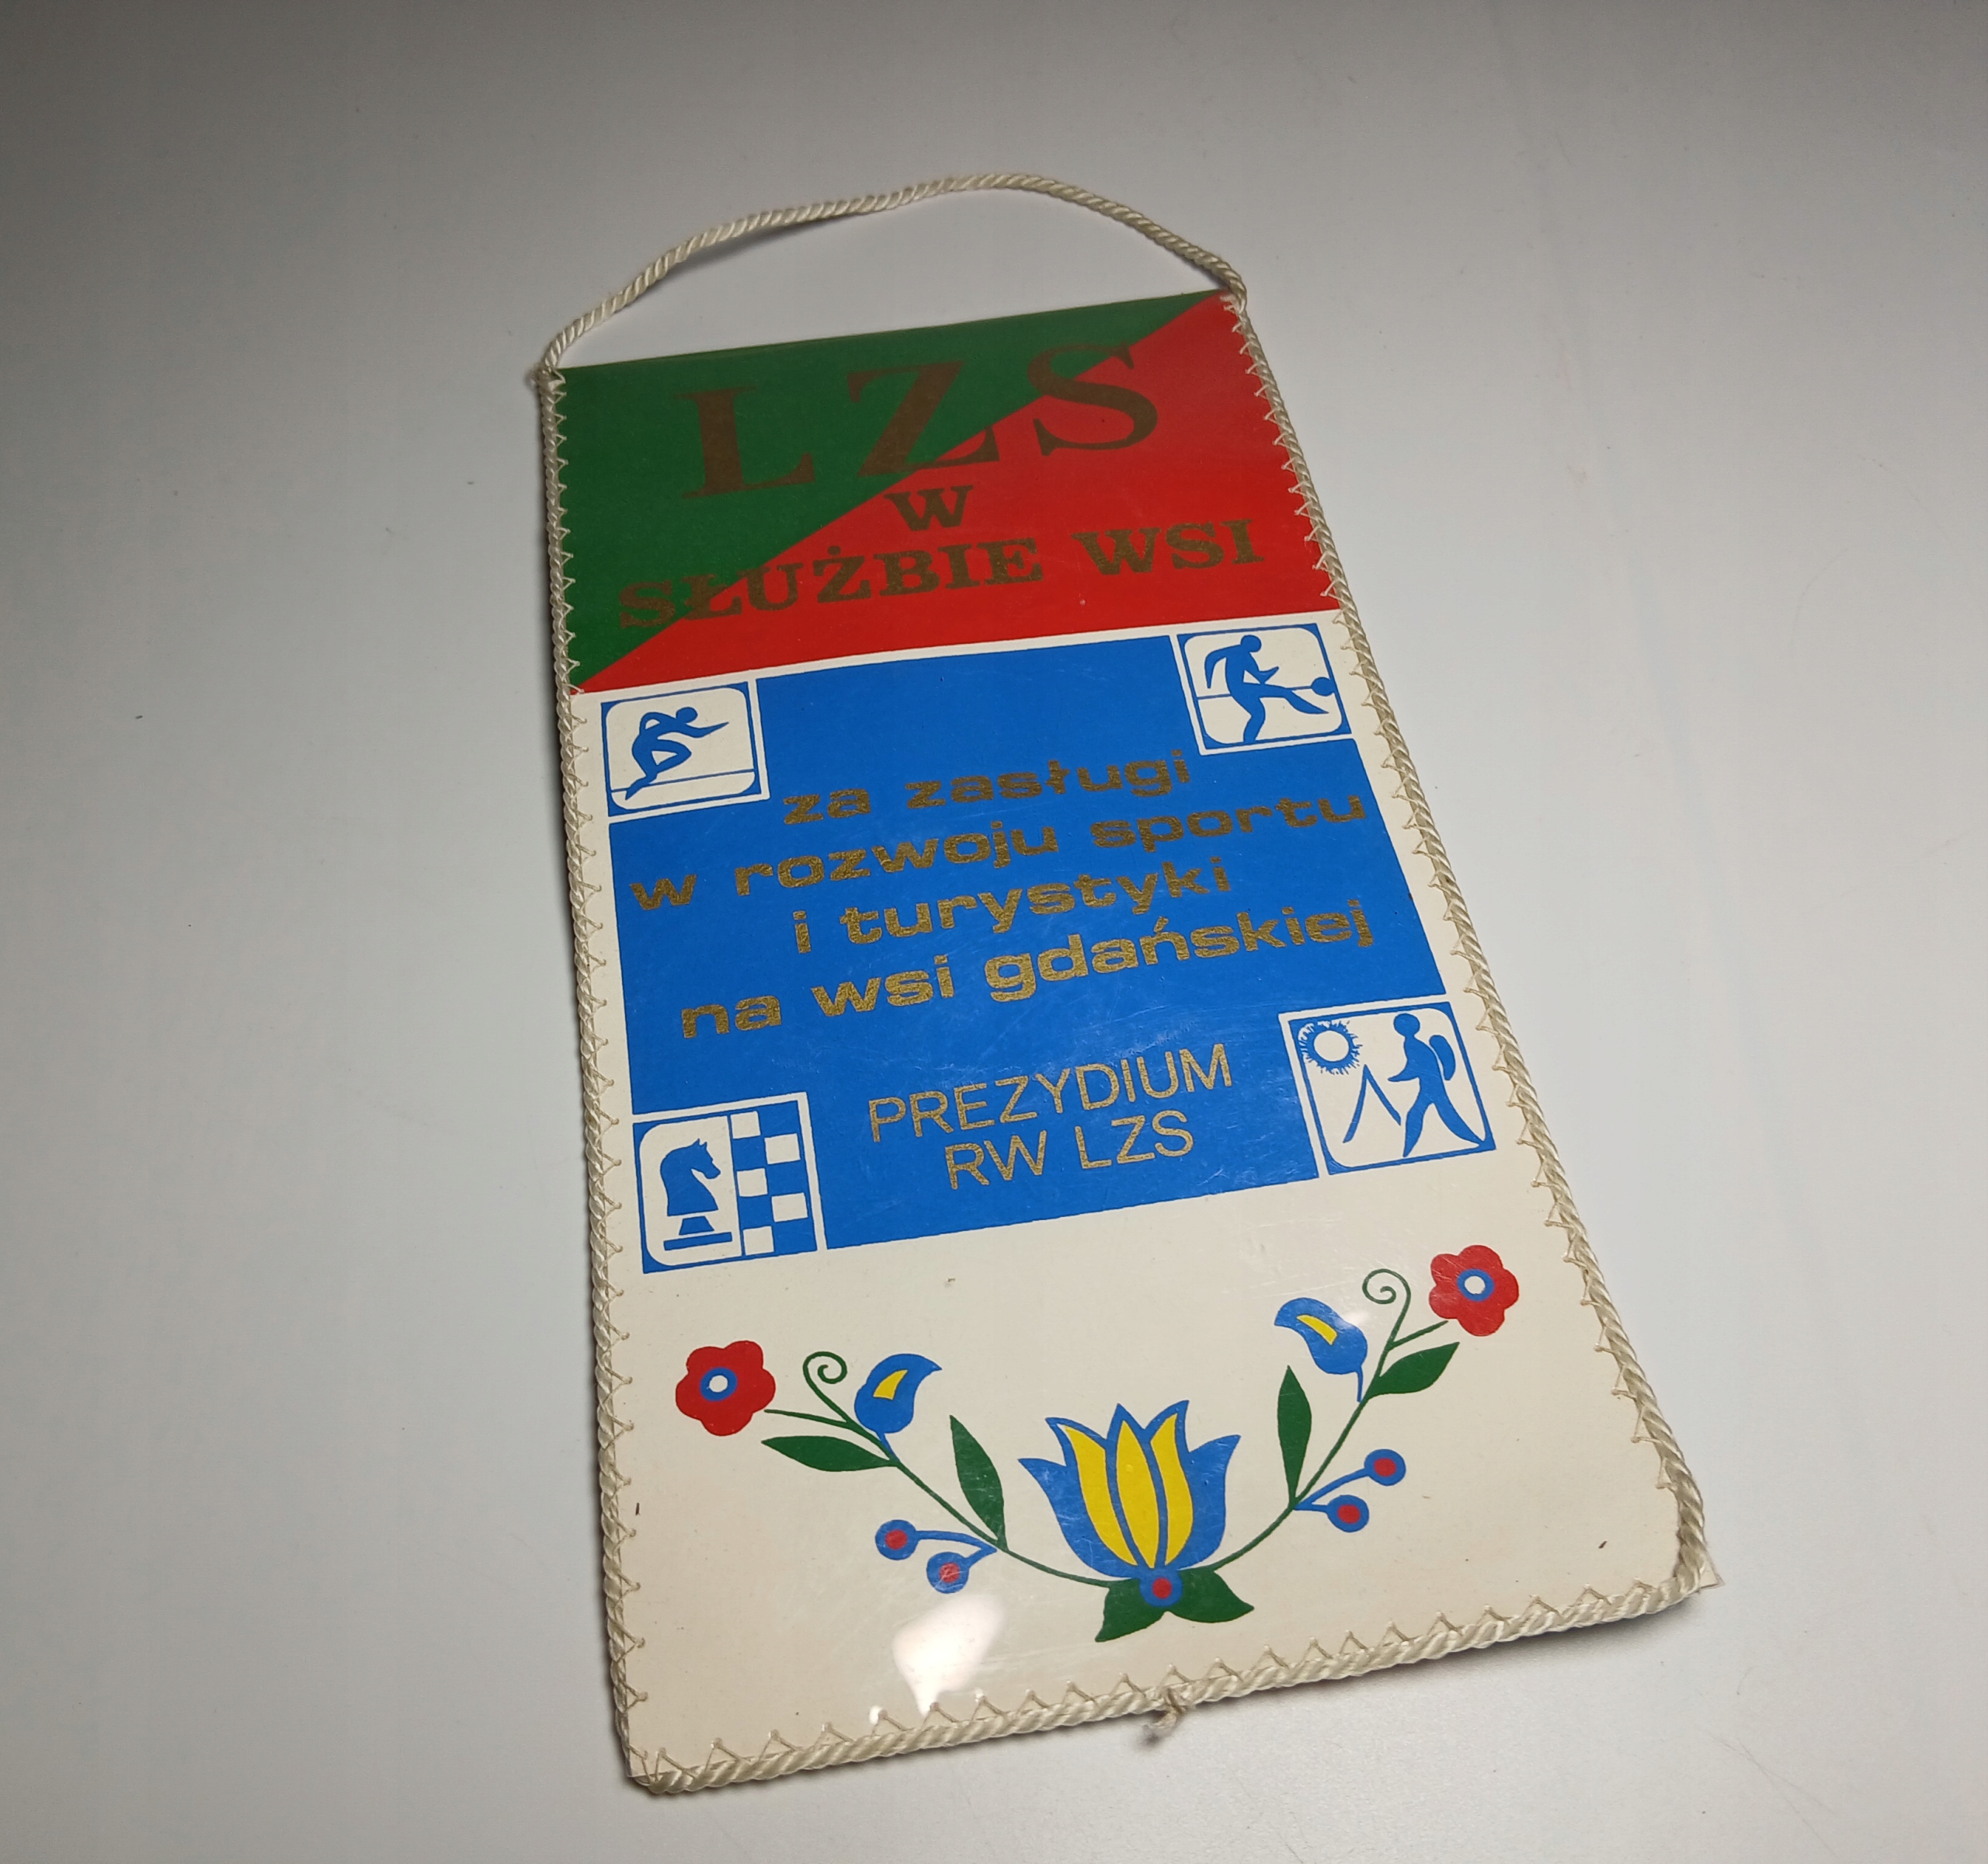 LZS
W
SŁUŻBIE WSI
za zasługi
w rozwoju sportu
i turystyki
na wsi gdańskiej
PREZYDIUM
RW LZS